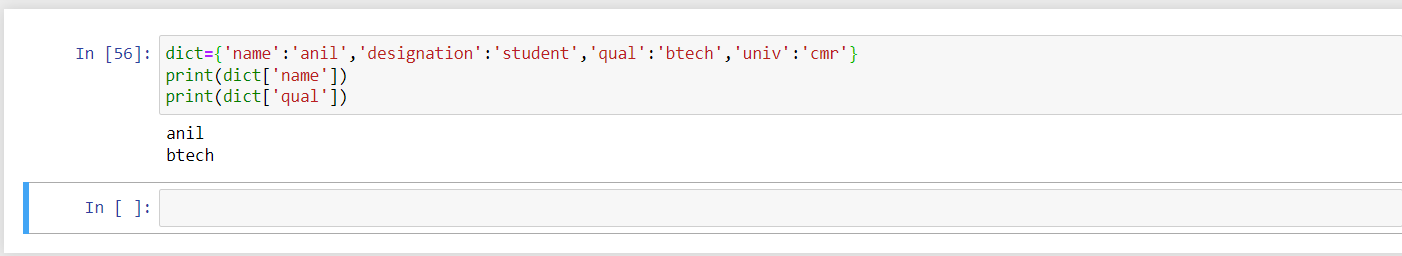 In [56]: dict={'name':'anil','designation':'student','qual':'btech','univ':'cmr'}
print(dict['name'])
print(dict['qual'])
anil
btech
In [ ]: